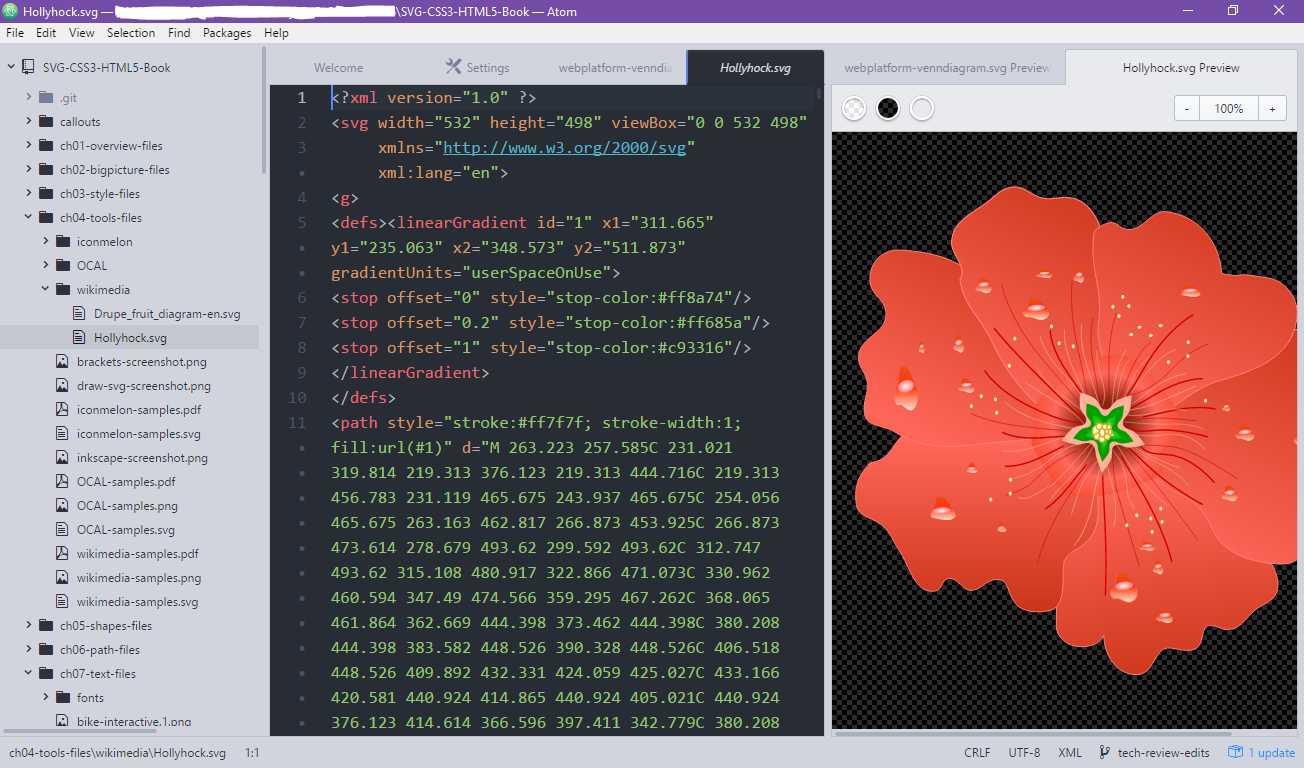 Hollyhock.svg — \SVG-CSS3-HTML5-Book — Atom
File Edit View Selection Find Packages Help
SVG-CSS3-HTML5-Book
.git
callouts
ch01-overview-files
ch02-bigpicture-files
ch03-style-files
ch04-tools-files
iconmelon
OCAL
wikimedia
Drupe_fruit_diagram-en.svg
Hollyhock.svg
brackets-screenshot.png
draw-svg-screenshot.png
iconmelon-samples.pdf
iconmelon-samples.svg
inkscape-screenshot.png
OCAL-samples.pdf
OCAL-samples.png
OCAL-samples.svg
wikimedia-samples.pdf
wikimedia-samples.png
wikimedia-samples.svg
ch05-shapes-files
ch06-path-files
ch07-text-files
fonts
bike-interactive.1.png
Welcome Settings webplatform-venndia Hollyhock.svg
1 <?xml version="1.0" ?>
2 <svg width="532" height="498" viewBox="0 0 532 498"
3 xmlns="http://www.w3.org/2000/svg"
• xml:lang="en">
4 <g>
5 <defs><linearGradient id="1" x1="311.665"
• y1="235.063" x2="348.573" y2="511.873"
• gradientUnits="userSpaceOnUse">
6 <stop offset="0" style="stop-color:#ff8a74"/>
7 <stop offset="0.2" style="stop-color:#ff685a"/>
8 <stop offset="1" style="stop-color:#c93316"/>
9 </linearGradient>
10 </defs>
11 <path style="stroke:#ff7f7f; stroke-width:1;
• fill:url(#1)" d="M 263.223 257.585C 231.021
• 319.814 219.313 376.123 219.313 444.716C 219.313
• 456.783 231.119 465.675 243.937 465.675C 254.056
• 465.675 263.163 462.817 266.873 453.925C 266.873
• 473.614 278.679 493.62 299.592 493.62C 312.747
• 493.62 315.108 480.917 322.866 471.073C 330.962
• 460.594 347.49 474.566 359.295 467.262C 368.065
• 461.864 362.669 444.398 373.462 444.398C 380.208
• 444.398 383.582 448.526 390.328 448.526C 406.518
• 448.526 409.892 432.331 424.059 425.027C 433.166
• 420.581 440.924 414.865 440.924 405.021C 440.924
• 376.123 414.614 366.596 397.411 342.779C 380.208
webplatform-venndiagram.svg Preview Hollyhock.svg Preview
- 100% +
ch04-tools-files\wikimedia\Hollyhock.svg 1:1 CRLF UTF-8 XML tech-review-edits 1 update